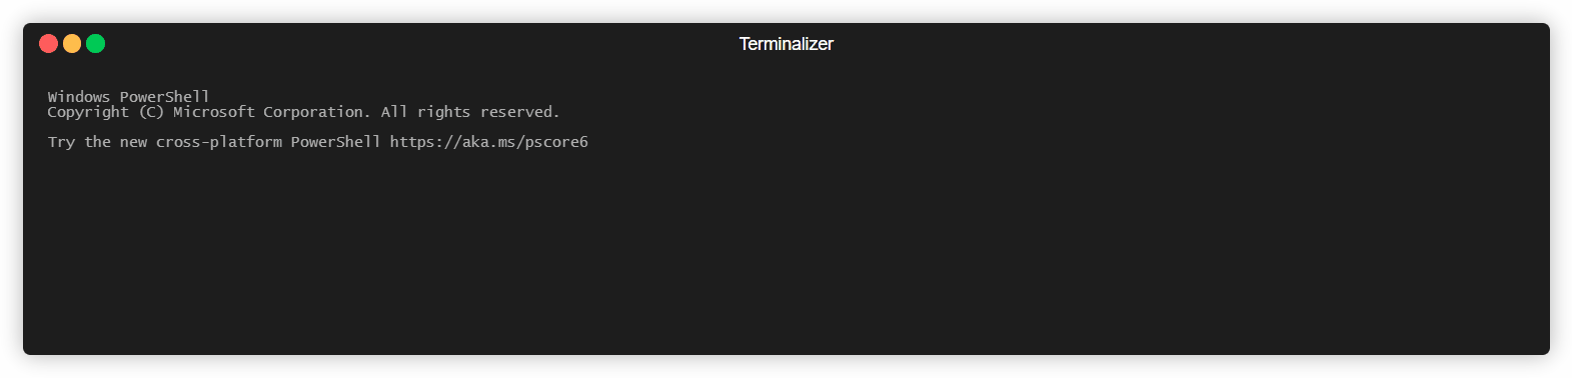 Terminalizer
Windows PowerShell
Copyright (C) Microsoft Corporation. All rights reserved.
Try the new cross-platform PowerShell https://aka.ms/pscore6